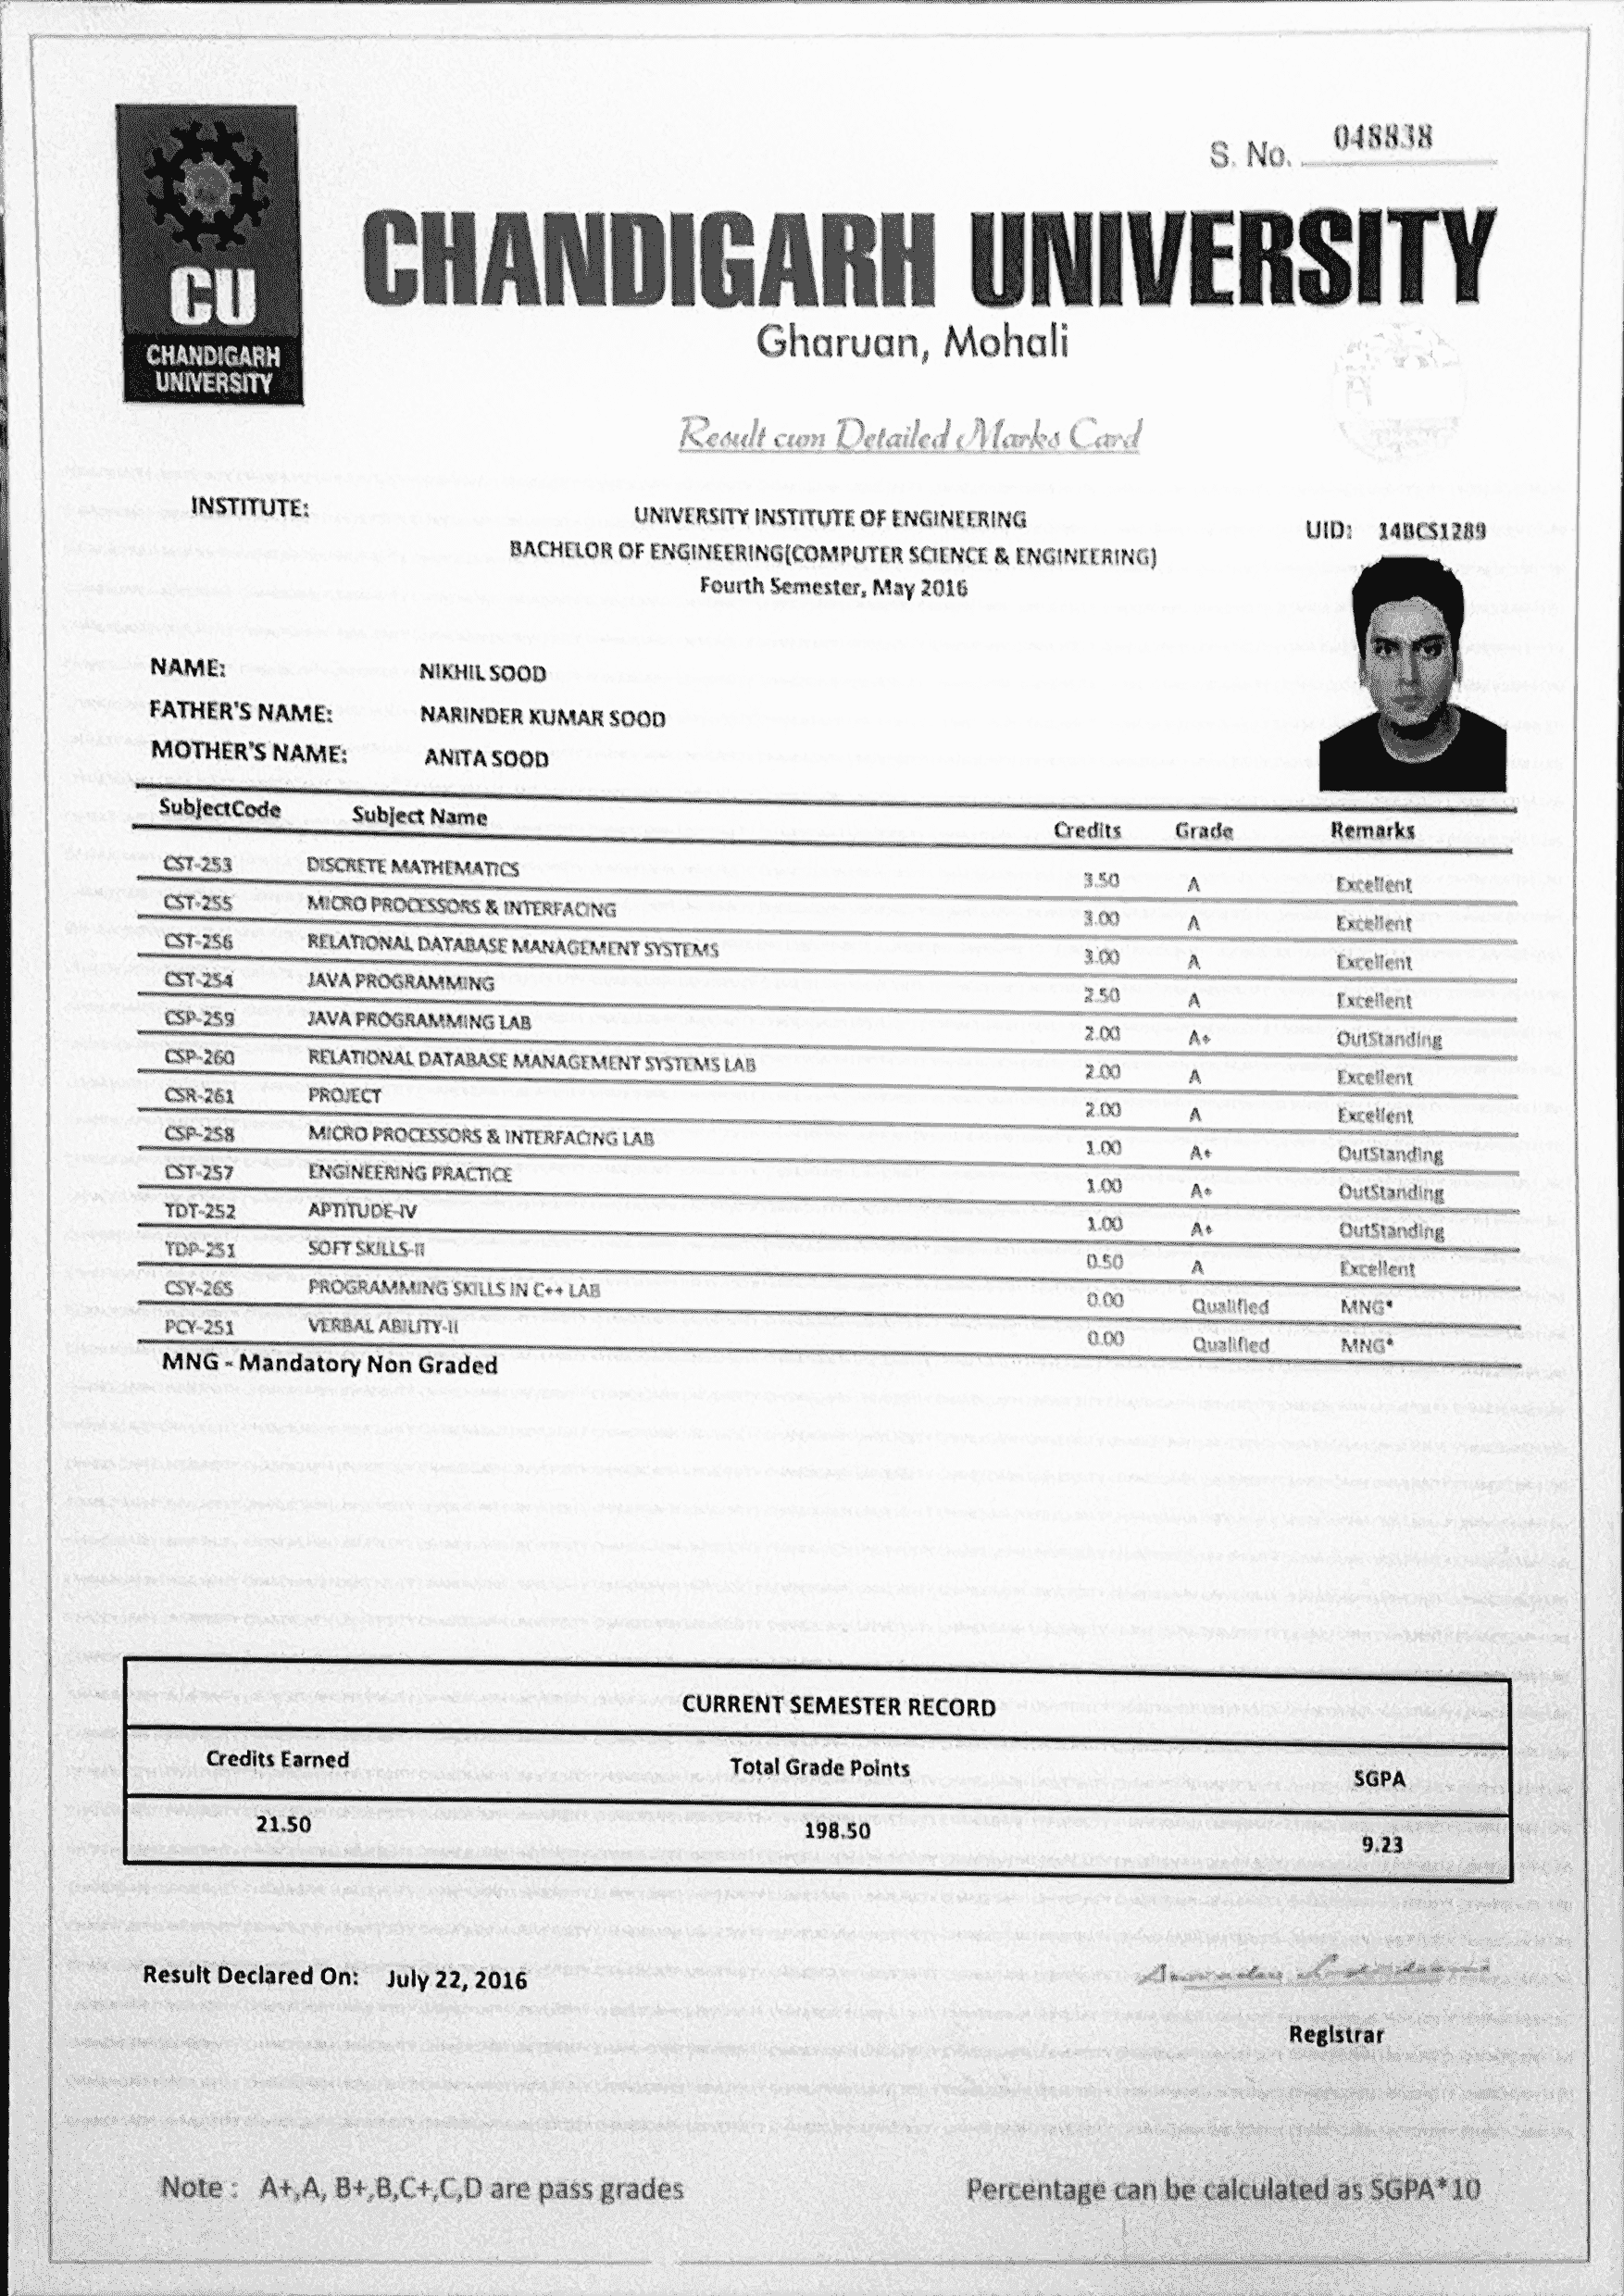 S. No. 048838
CU
CHANDIGARH
UNIVERSITY
CHANDIGARH UNIVERSITY
Gharuan, Mohali
Result cum Detailed Marks Card
INSTITUTE:
UNIVERSITY INSTITUTE OF ENGINEERING
UID: 14BCS1289
BACHELOR OF ENGINEERING(COMPUTER SCIENCE & ENGINEERING)
Fourth Semester, May 2016
NAME: NIKHIL SOOD
FATHER'S NAME: NARINDER KUMAR SOOD
MOTHER'S NAME: ANITA SOOD
SubjectCode Subject Name Credits Grade Remarks
CST-253 DISCRETE MATHEMATICS 3.50 A Excellent
CST-255 MICRO PROCESSORS & INTERFACING 3.00 A Excellent
CST-256 RELATIONAL DATABASE MANAGEMENT SYSTEMS 3.00 A Excellent
CST-254 JAVA PROGRAMMING 2.50 A Excellent
CSP-259 JAVA PROGRAMMING LAB 2.00 A+ OutStanding
CSP-260 RELATIONAL DATABASE MANAGEMENT SYSTEMS LAB 2.00 A Excellent
CSR-261 PROJECT 2.00 A Excellent
CSP-258 MICRO PROCESSORS & INTERFACING LAB 1.00 A+ OutStanding
CST-257 ENGINEERING PRACTICE 1.00 A+ OutStanding
TDT-252 APTITUDE-IV 1.00 A+ OutStanding
TDP-251 SOFT SKILLS-II 0.50 A Excellent
CSY-265 PROGRAMMING SKILLS IN C++ LAB 0.00 Qualified MNG*
PCY-251 VERBAL ABILITY-II 0.00 Qualified MNG*
MNG - Mandatory Non Graded
CURRENT SEMESTER RECORD
Credits Earned Total Grade Points SGPA
21.50 198.50 9.23
Result Declared On: July 22, 2016
Registrar
Note : A+,A, B+,B,C+,C,D are pass grades
Percentage can be calculated as SGPA*10